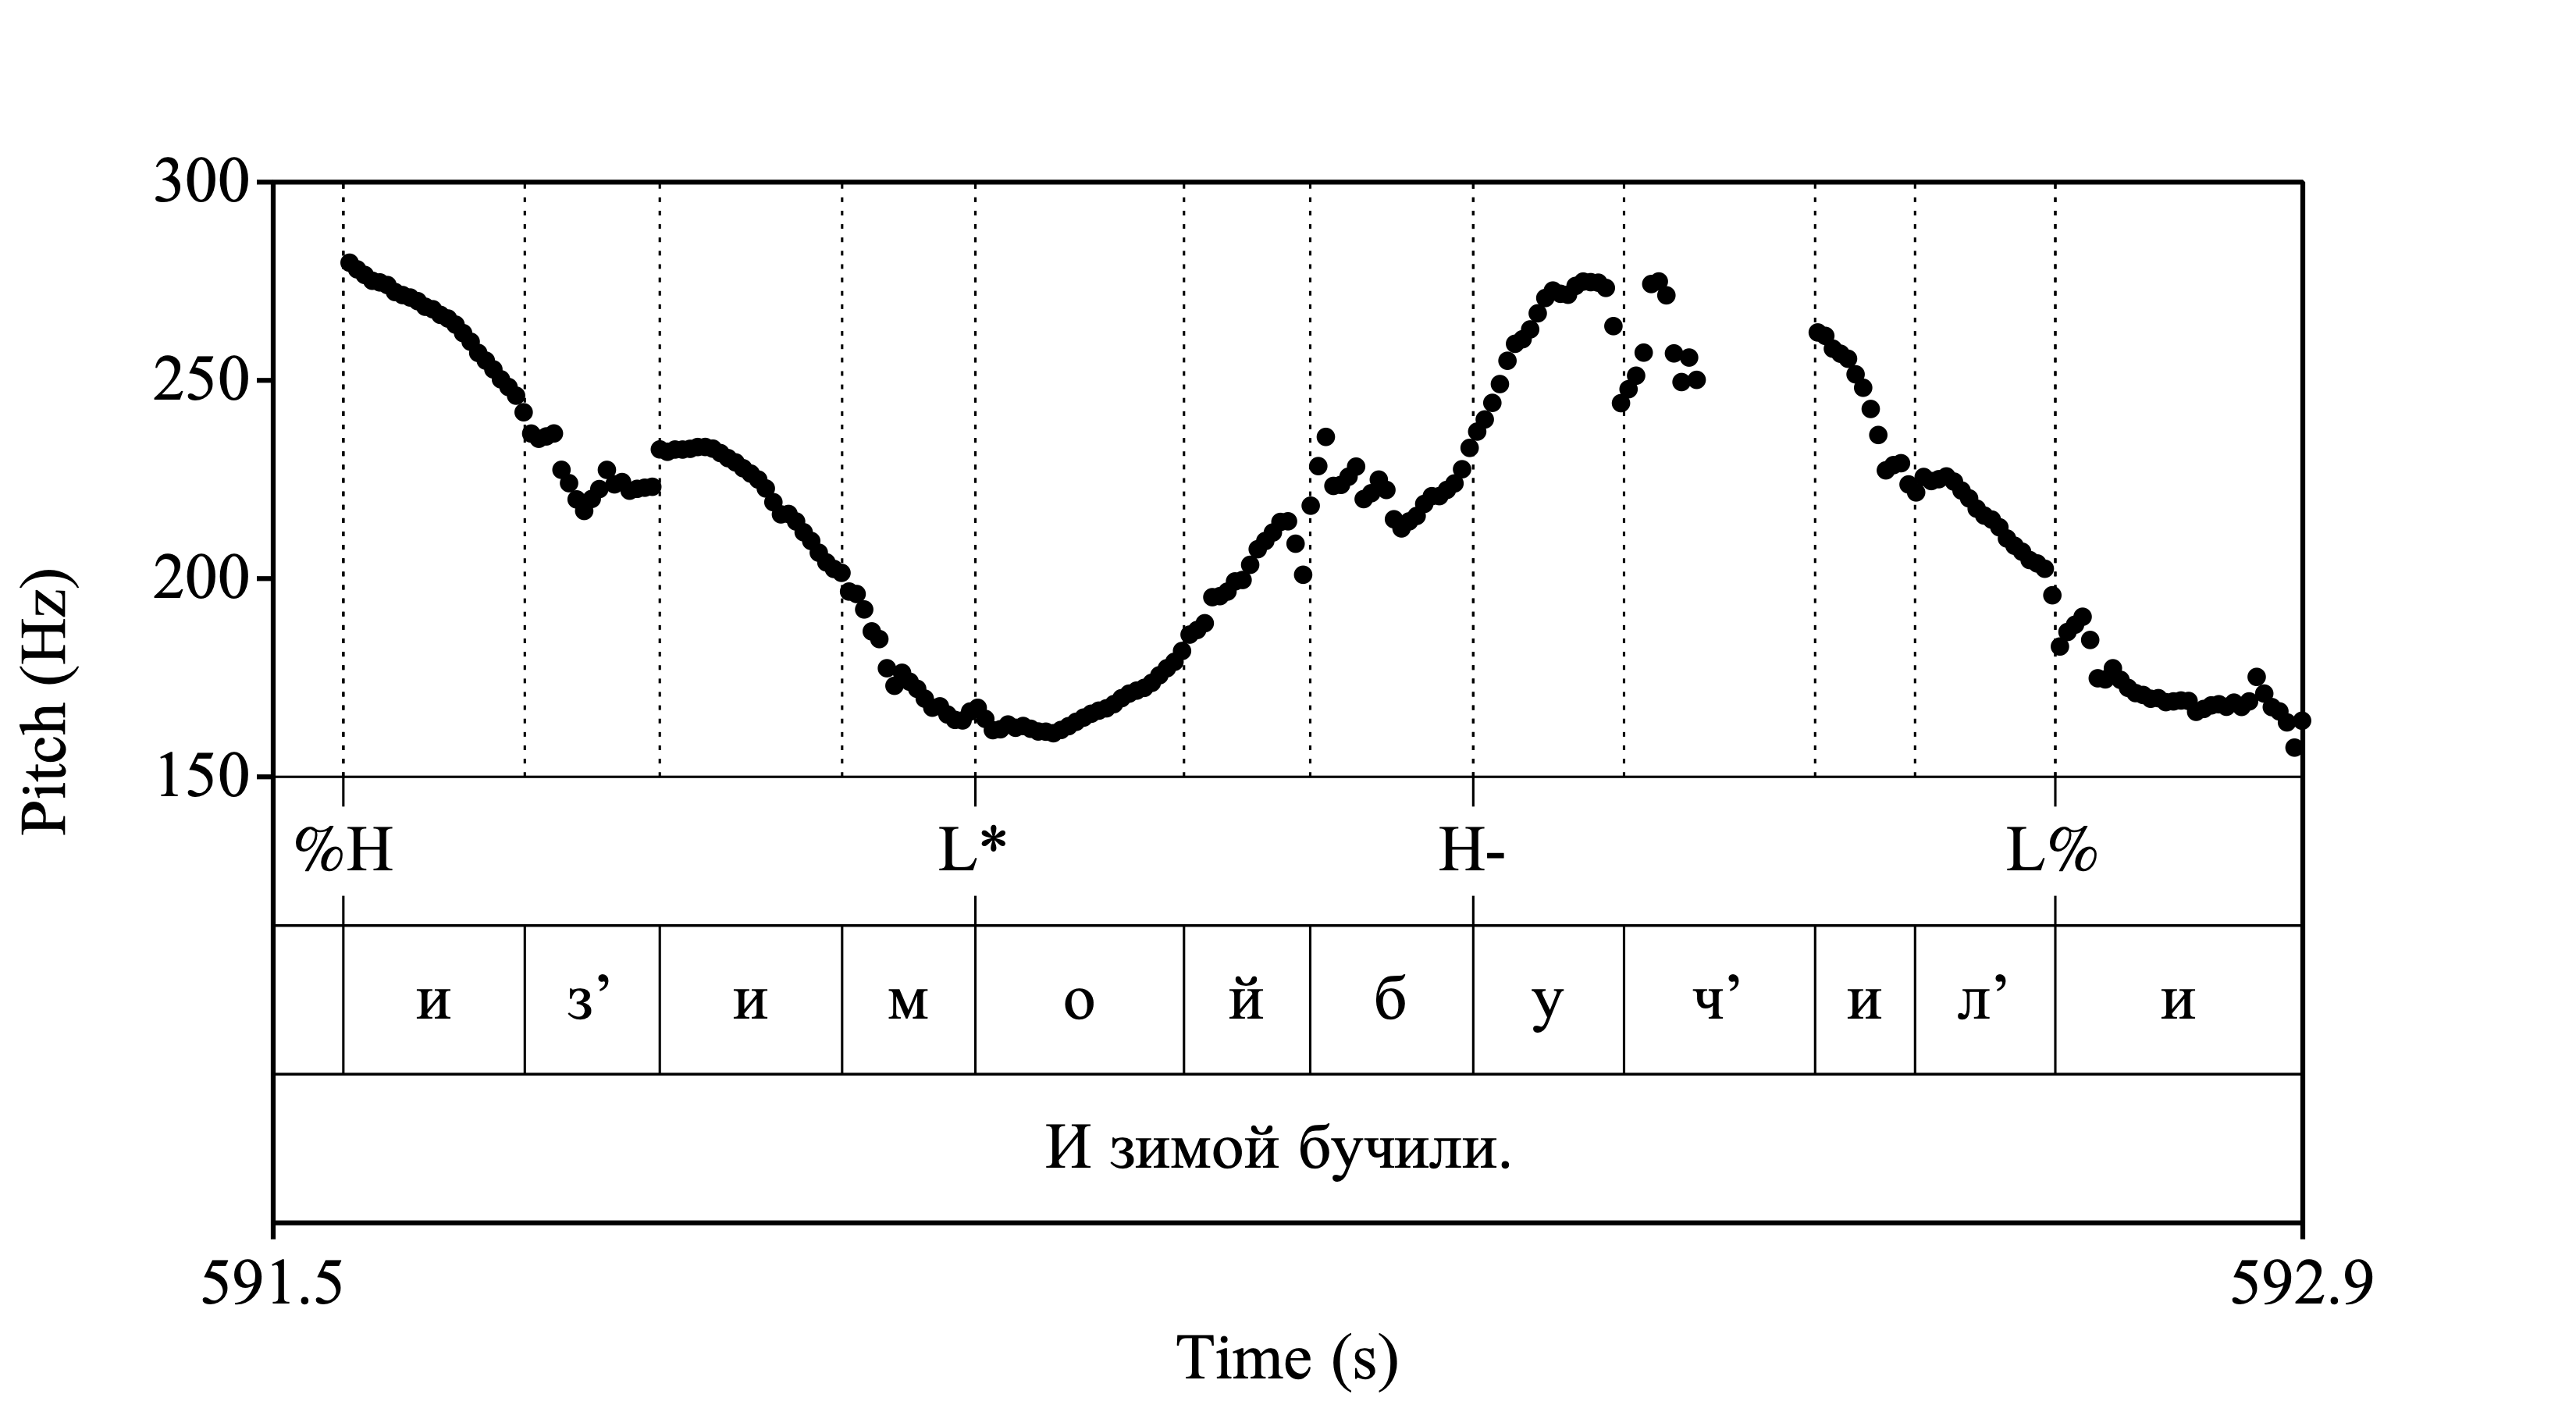 300
250
200
150
Pitch (Hz)
%H L* H- L%
и з’ и м о й б у ч’ и л’ и
И зимой бучили.
591.5 592.9
Time (s)